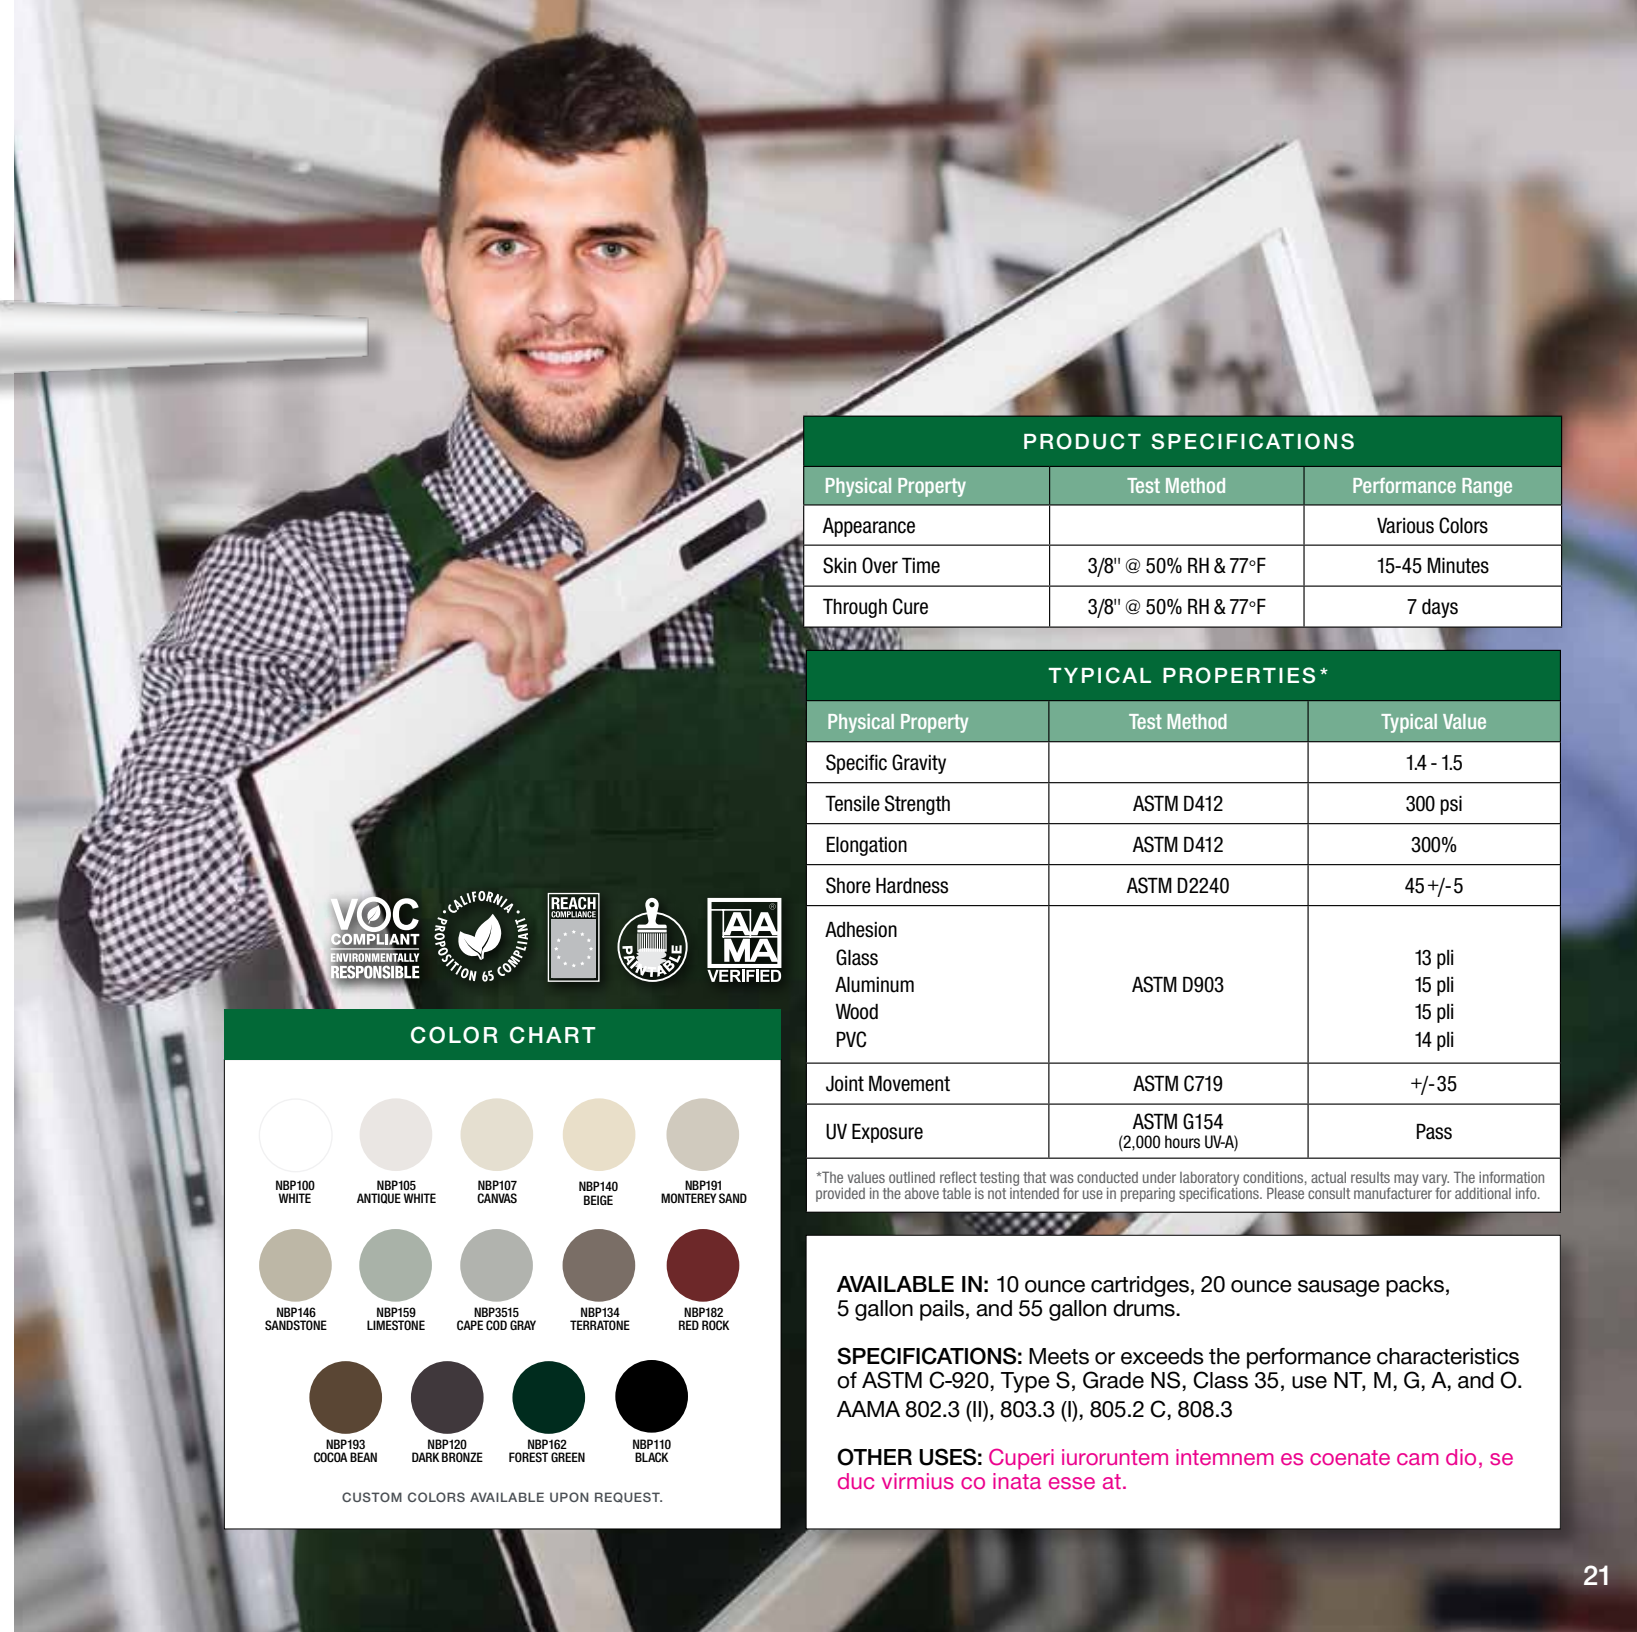 PRODUCT SPECIFICATIONS
Physical Property Test Method Performance Range
Appearance Various Colors
Skin Over Time 3/8" @ 50% RH & 77°F 15-45 Minutes
Through Cure 3/8" @ 50% RH & 77°F 7 days
TYPICAL PROPERTIES*
Physical Property Test Method Typical Value
Specific Gravity 1.4 - 1.5
Tensile Strength ASTM D412 300 psi
Elongation ASTM D412 300%
Shore Hardness ASTM D2240 45 +/- 5
Adhesion
Glass 13 pli
Aluminum ASTM D903 15 pli
Wood 15 pli
PVC 14 pli
Joint Movement ASTM C719 +/- 35
UV Exposure ASTM G154 Pass
(2,000 hours UV-A)
*The values outlined reflect testing that was conducted under laboratory conditions, actual results may vary. The information
provided in the above table is not intended for use in preparing specifications. Please consult manufacturer for additional info.
VOC
COMPLIANT
ENVIRONMENTALLY
RESPONSIBLE
• CALIFORNIA •
PROPOSITION 65 COMPLIANT
REACH
COMPLIANCE
PAINTABLE
AA
MA
®
VERIFIED
COLOR CHART
NBP100 NBP105 NBP107 NBP140 NBP191
WHITE ANTIQUE WHITE CANVAS BEIGE MONTEREY SAND
NBP146 NBP159 NBP3515 NBP134 NBP182
SANDSTONE LIMESTONE CAPE COD GRAY TERRATONE RED ROCK
NBP193 NBP120 NBP162 NBP110
COCOA BEAN DARK BRONZE FOREST GREEN BLACK
CUSTOM COLORS AVAILABLE UPON REQUEST.
AVAILABLE IN: 10 ounce cartridges, 20 ounce sausage packs,
5 gallon pails, and 55 gallon drums.
SPECIFICATIONS: Meets or exceeds the performance characteristics
of ASTM C-920, Type S, Grade NS, Class 35, use NT, M, G, A, and O.
AAMA 802.3 (II), 803.3 (I), 805.2 C, 808.3
OTHER USES: Cuperi iuroruntem intemnem es coenate cam dio, se
duc virmius co inata esse at.
21